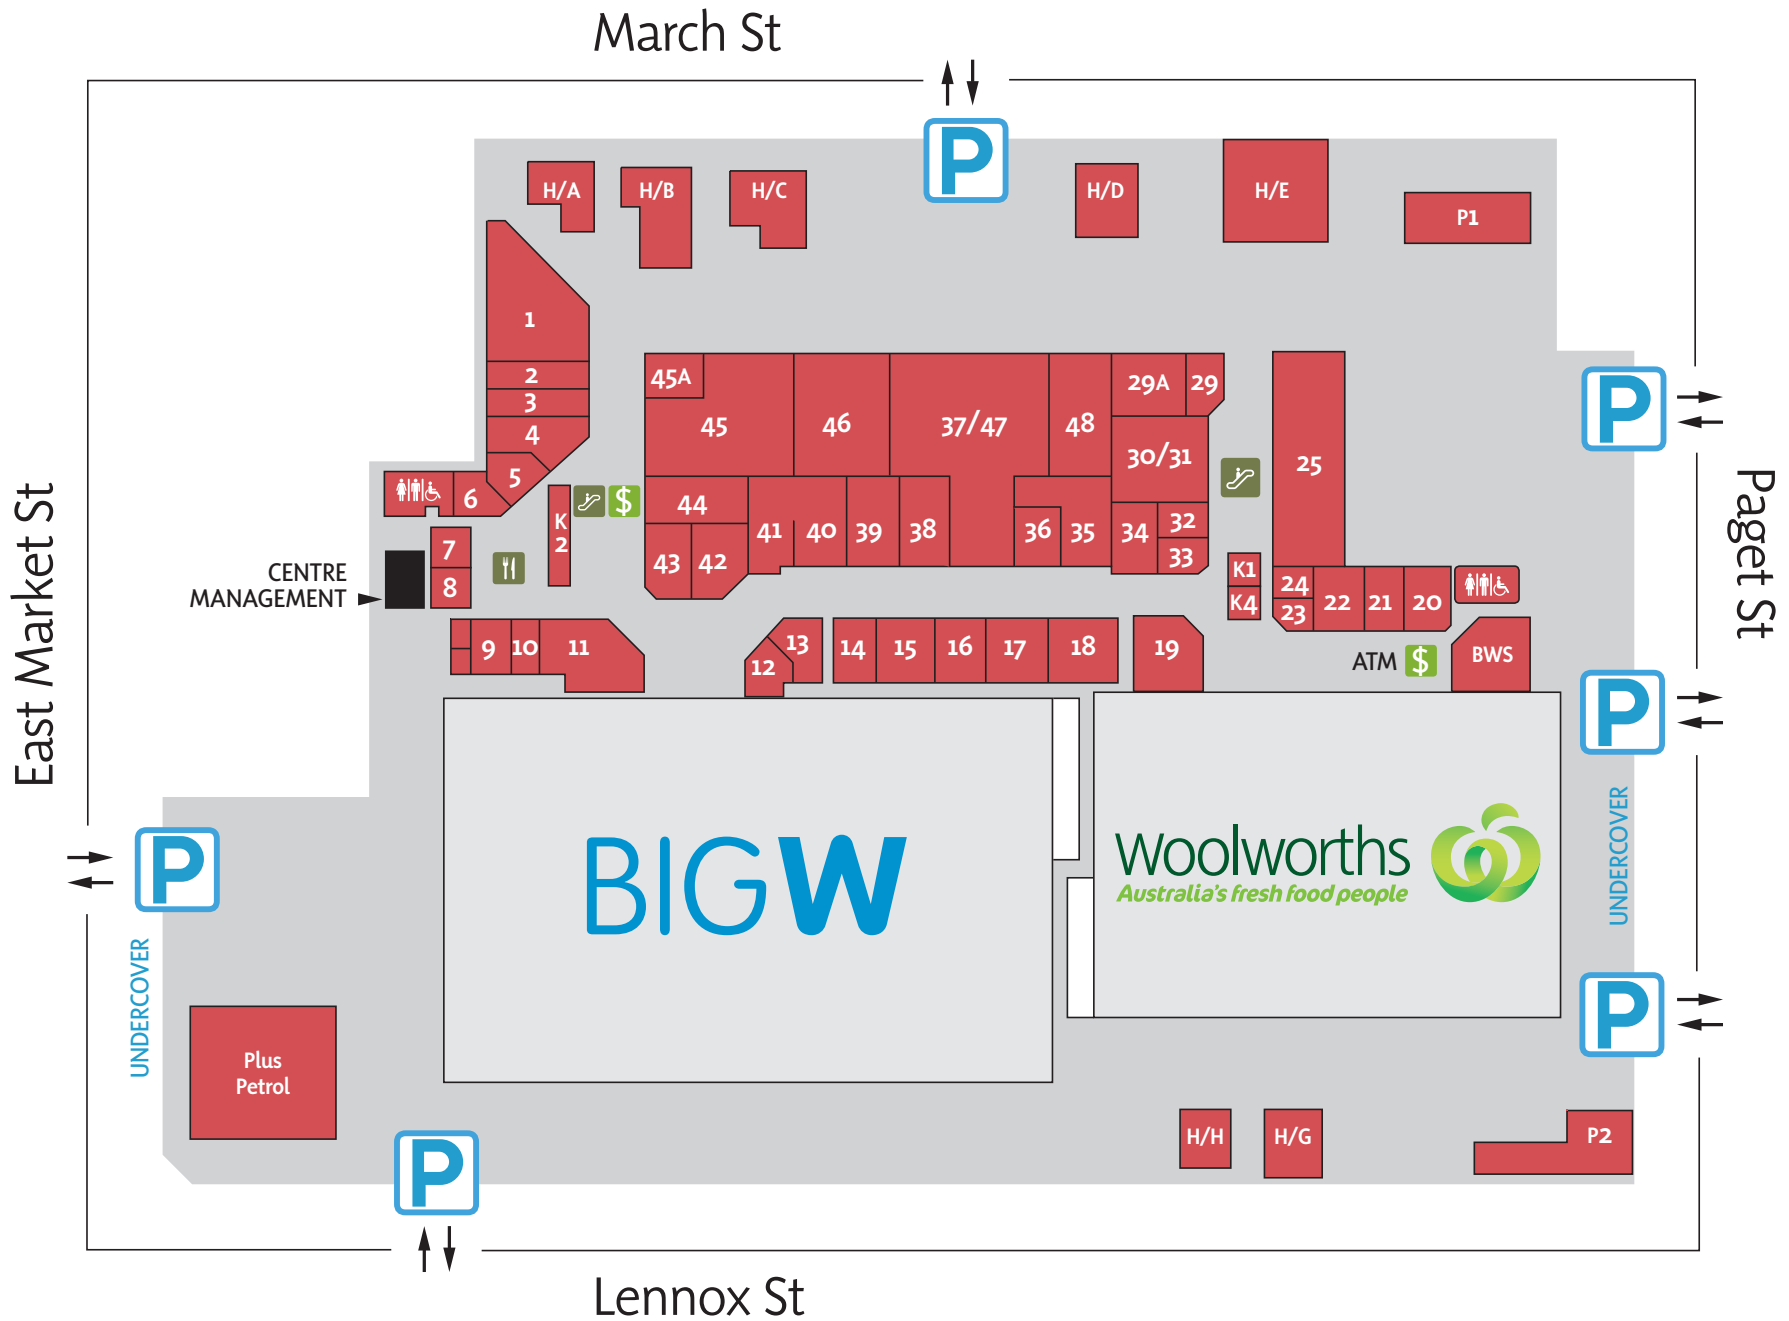 March St
P
H/A
H/B
H/C
H/D
H/E
P1
1
2
3
4
5
6
45A
45
46
37/47
48
29A
29
30/31
25
P
$
K
2
44
43
42
41
40
39
38
36
35
34
32
33
7
8
CENTRE
MANAGEMENT
K1
K4
24
23
22
21
20
9
10
11
12
13
14
15
16
17
18
19
ATM
$
BWS
East Market St
Paget St
P
BIGW
Woolworths
Australia's fresh food people
UNDERCOVER
P
UNDERCOVER
P
Plus
Petrol
P
H/H
H/G
P2
Lennox St